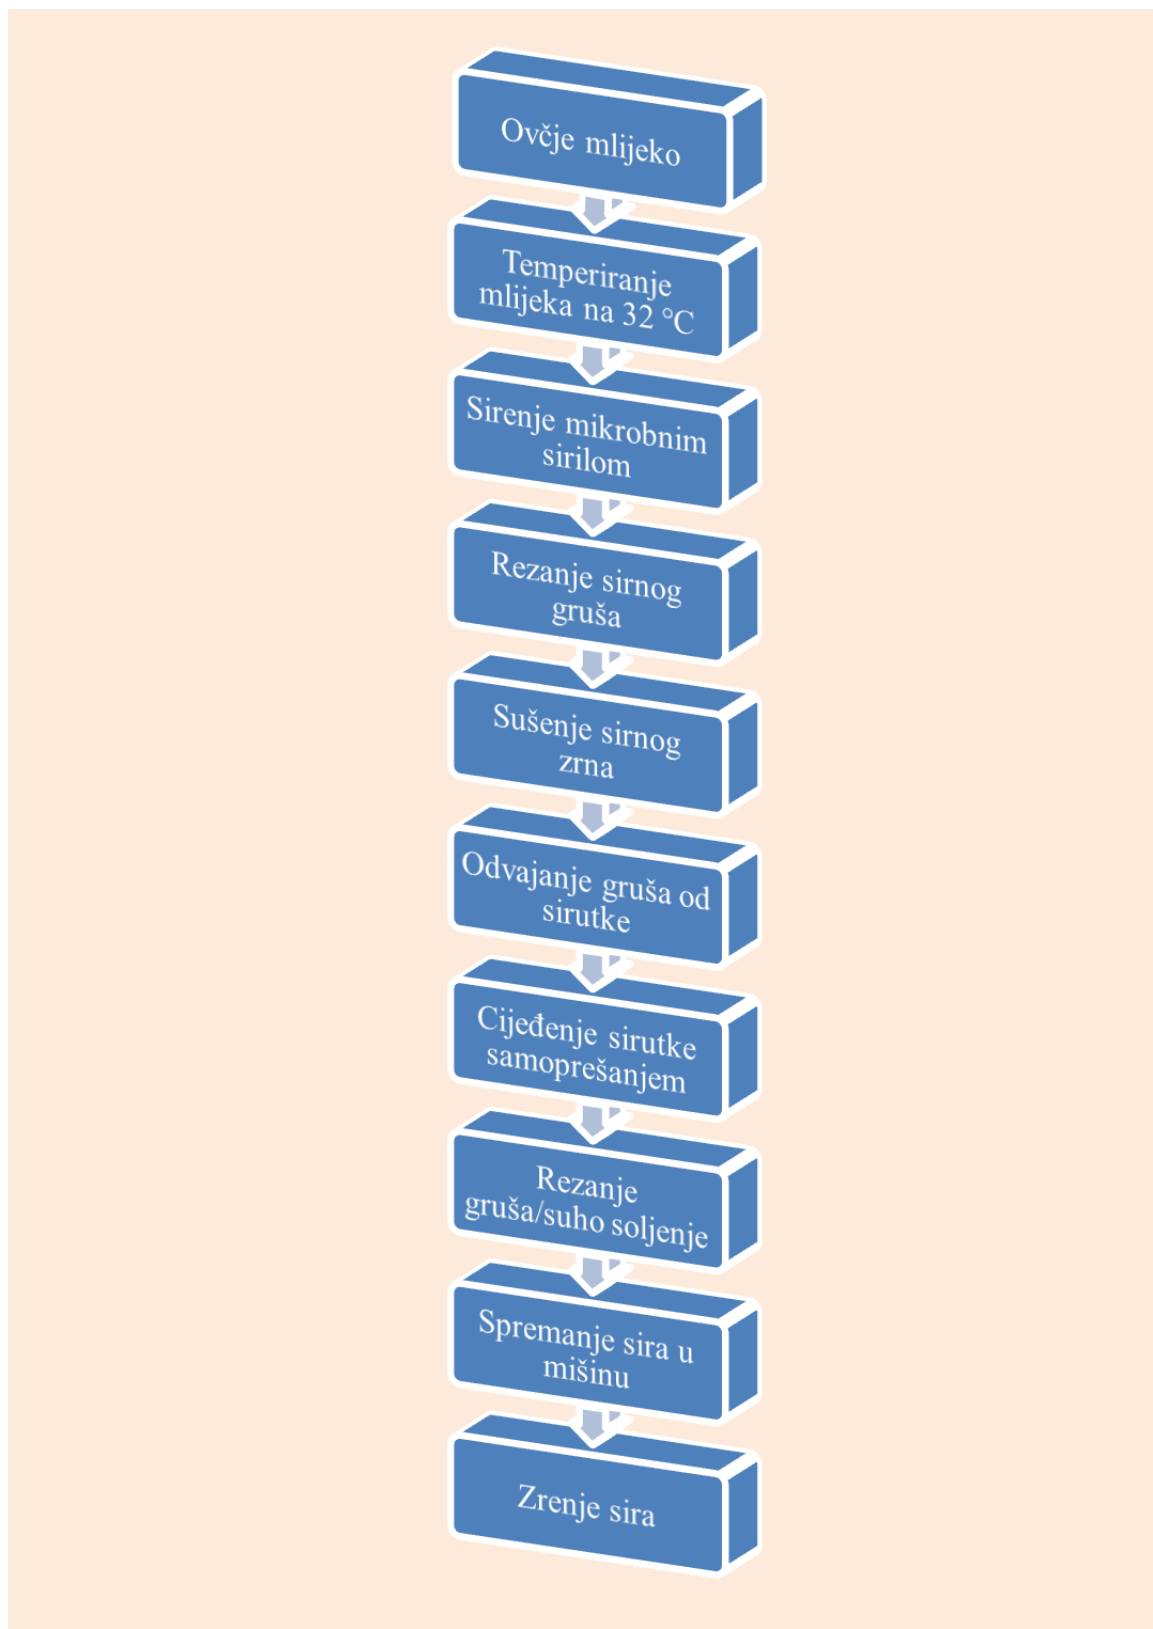 Ovčje mlijeko
Temperiranje
mlijeka na 32 °C
Sirenje mikrobnim
sirilom
Rezanje sirnog
gruša
Sušenje sirnog
zrna
Odvajanje gruša od
sirutke
Cijeđenje sirutke
samoprešanjem
Rezanje
gruša/suho soljenje
Spremanje sira u
mišinu
Zrenje sira